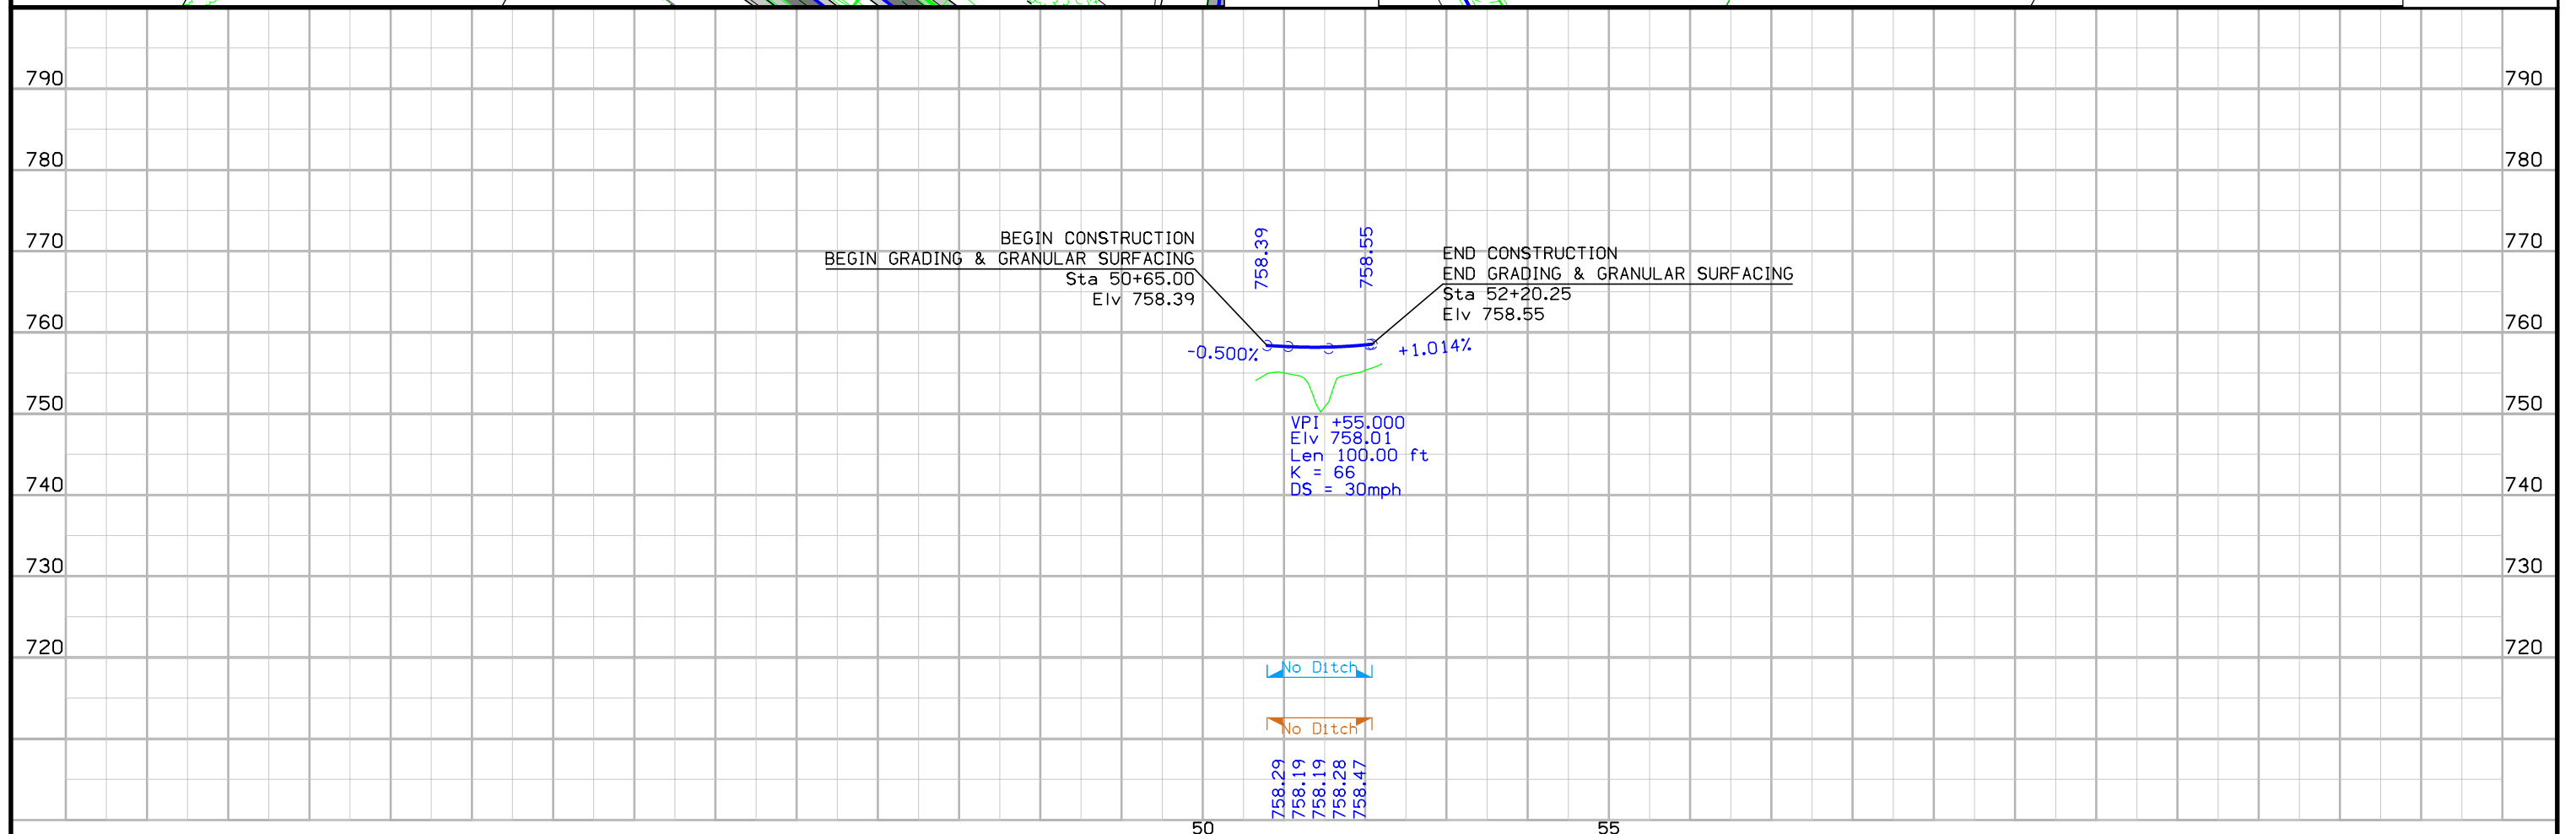 790 790
780 780
770 770
760 760
750 750
740 740
730 730
720 720
BEGIN CONSTRUCTION
BEGIN GRADING & GRANULAR SURFACING
Sta 50+65.00
Elv 758.39
758.39
758.55
END CONSTRUCTION
END GRADING & GRANULAR SURFACING
Sta 52+20.25
Elv 758.55
-0.500%
+1.014%
VPI +55.000
Elv 758.01
Len 100.00 ft
K = 66
DS = 30mph
No Ditch
No Ditch
758.29
758.19
758.19
758.28
758.47
50 55